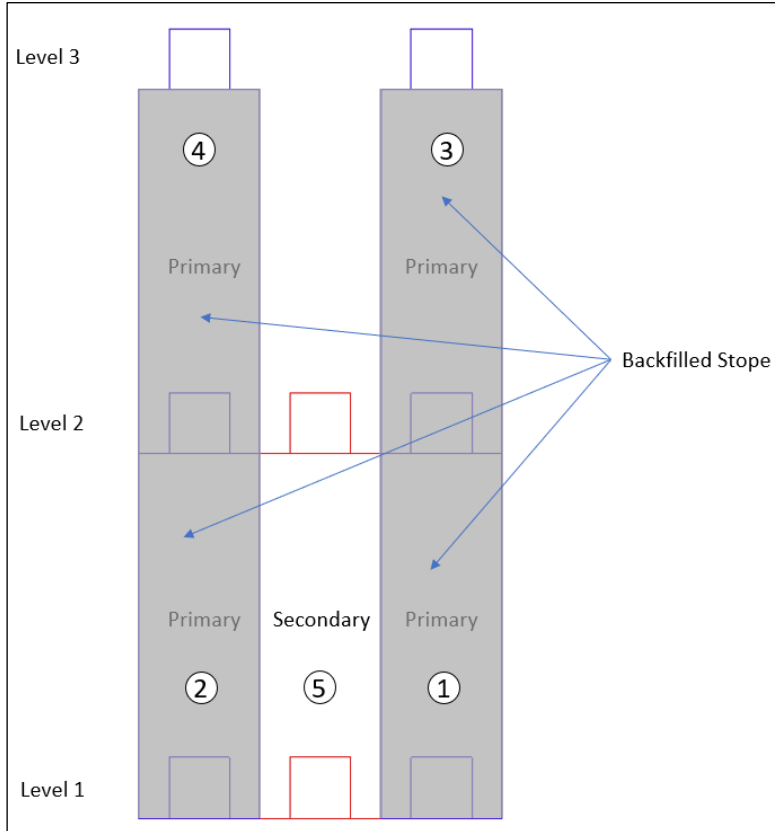 Level 3
4
3
Primary
Primary
Backfilled Stope
Level 2
Primary
Secondary
Primary
2
5
1
Level 1